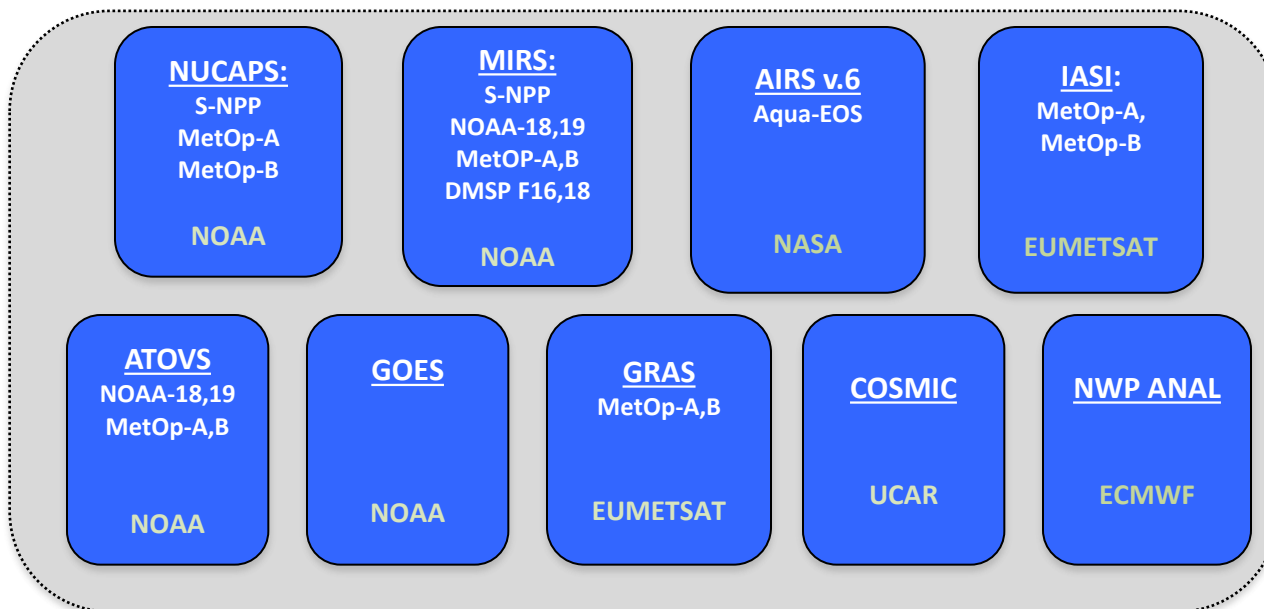 NUCAPS:
S-NPP
MetOp-A
MetOp-B
NOAA
MIRS:
S-NPP
NOAA-18,19
MetOP-A,B
DMSP F16,18
NOAA
AIRS v.6
Aqua-EOS
NASA
IASI:
MetOp-A,
MetOp-B
EUMETSAT
ATOVS
NOAA-18,19
MetOp-A,B
NOAA
GOES
NOAA
GRAS
MetOp-A,B
EUMETSAT
COSMIC
UCAR
NWP ANAL
ECMWF